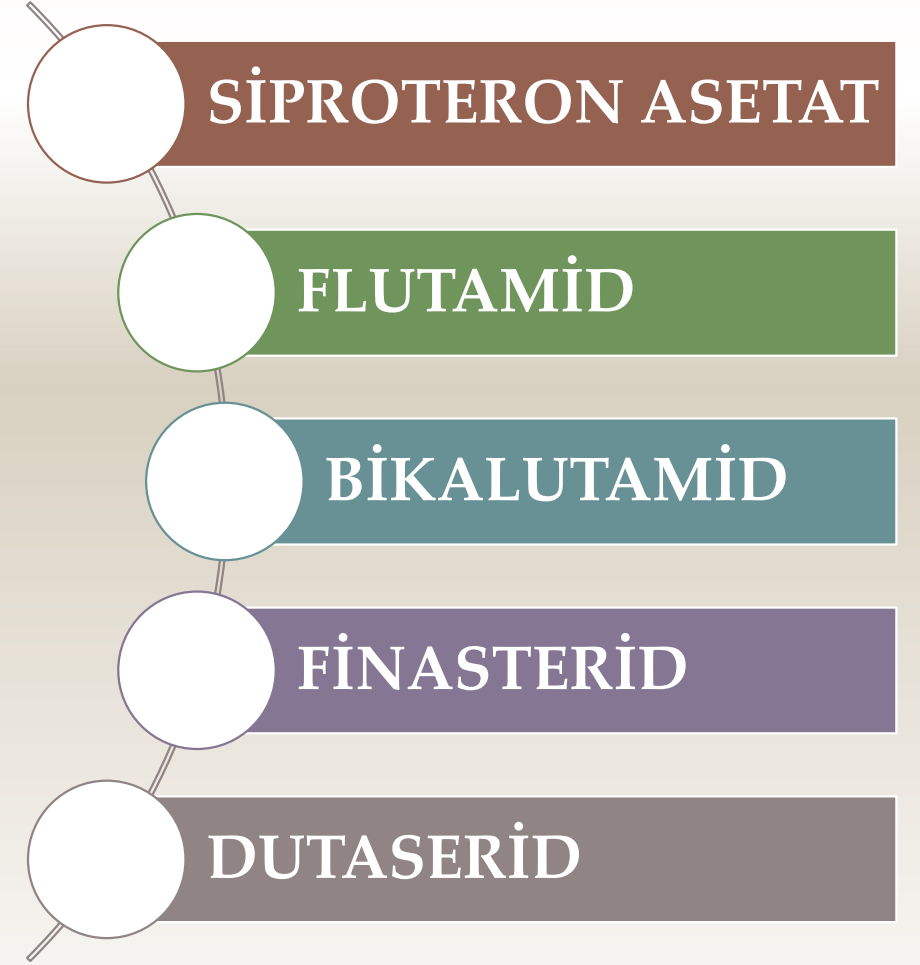 SİPROTERON ASETAT
FLUTAMİD
BİKALUTAMİD
FİNASTERİD
DUTASERİD